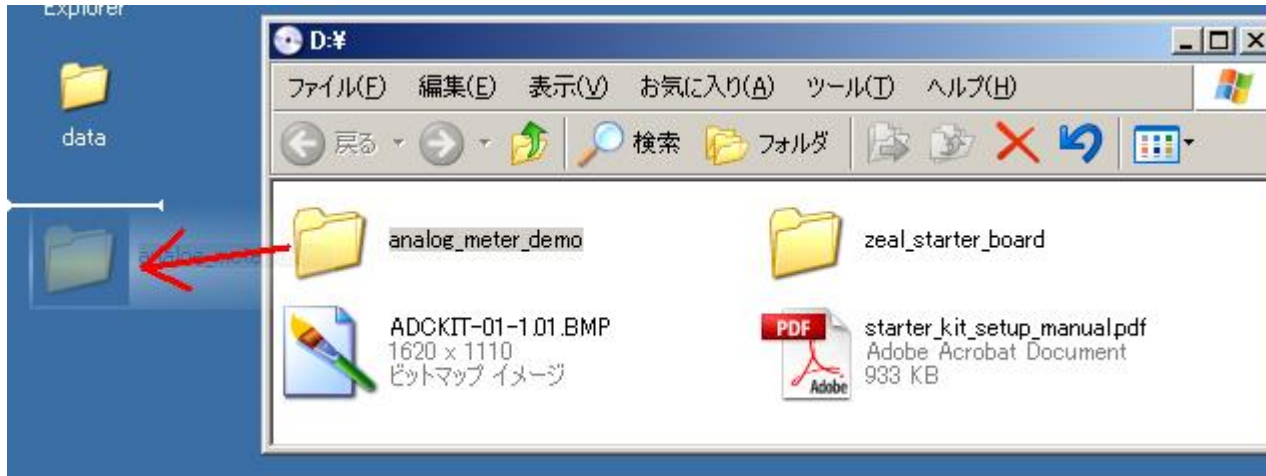 Explorer
data
D:¥
ファイル(F) 編集(E) 表示(V) お気に入り(A) ツール(T) ヘルプ(H)
戻る 検索 フォルダ
analog_meter_demo
zeal_starter_board
analog_mete
ADCKIT-01-1.01.BMP
1620 x 1110
ビットマップ イメージ
PDF
Adobe
starter_kit_setup_manual.pdf
Adobe Acrobat Document
933 KB